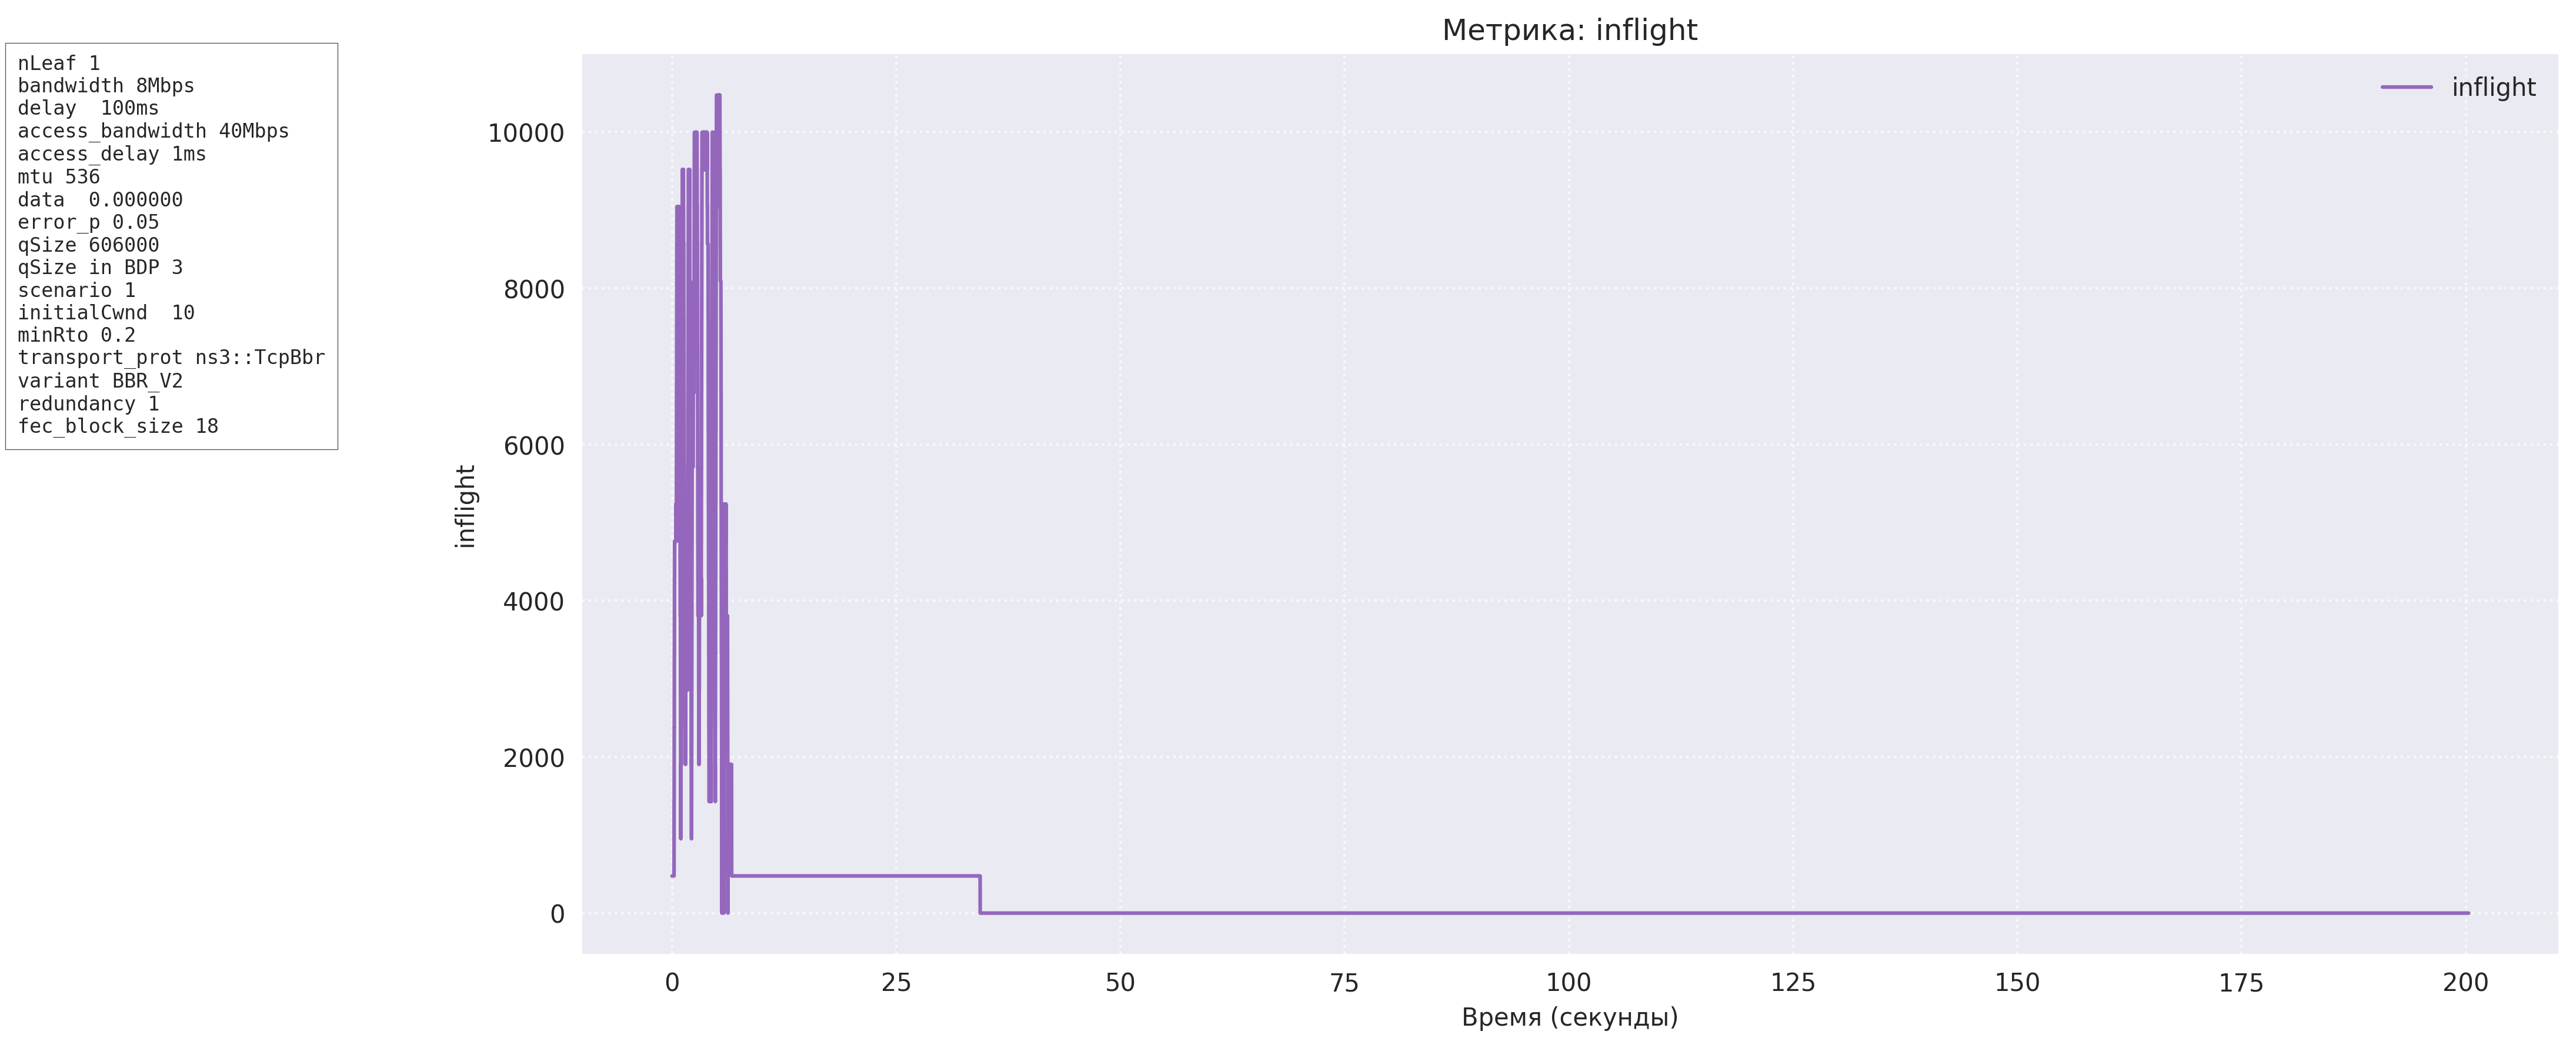 Метрика: inflight
nLeaf 1
bandwidth 8Mbps
delay  100ms
access_bandwidth 40Mbps
access_delay 1ms
mtu 536
data  0.000000
error_p 0.05
qSize 606000
qSize in BDP 3
scenario 1
initialCwnd  10
minRto 0.2
transport_prot ns3::TcpBbr
variant BBR_V2
redundancy 1
fec_block_size 18
inflight
10000
8000
6000
4000
2000
0
inflight
0 25 50 75 100 125 150 175 200
Время (секунды)